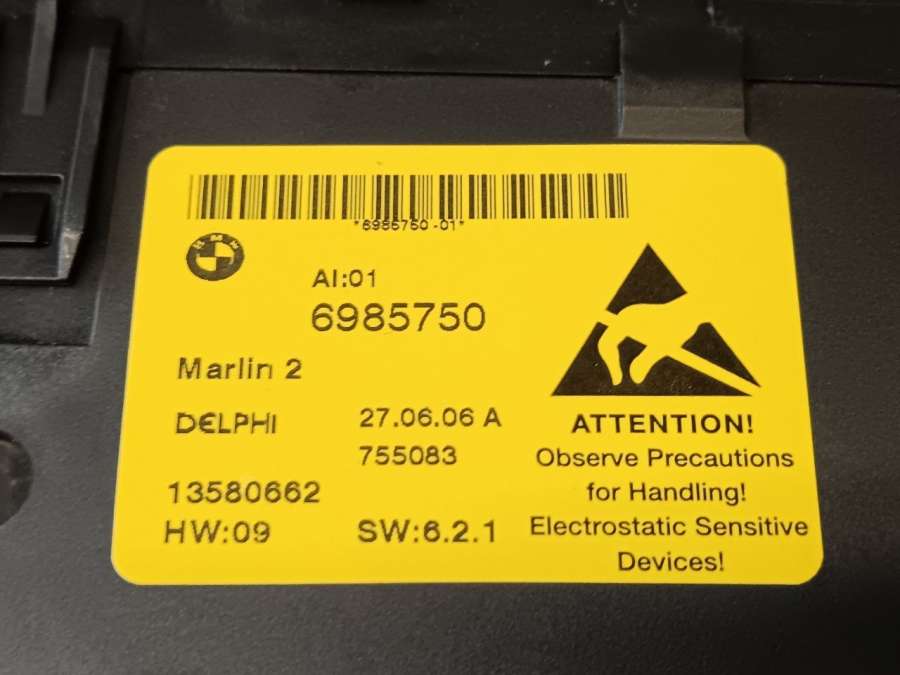 *6985750-01*
BMW
AI:01
6985750
Marlin 2
DELPHI
27.06.06 A
755083
13580662
HW:09
SW:6.2.1
ATTENTION!
Observe Precautions
for Handling!
Electrostatic Sensitive
Devices!